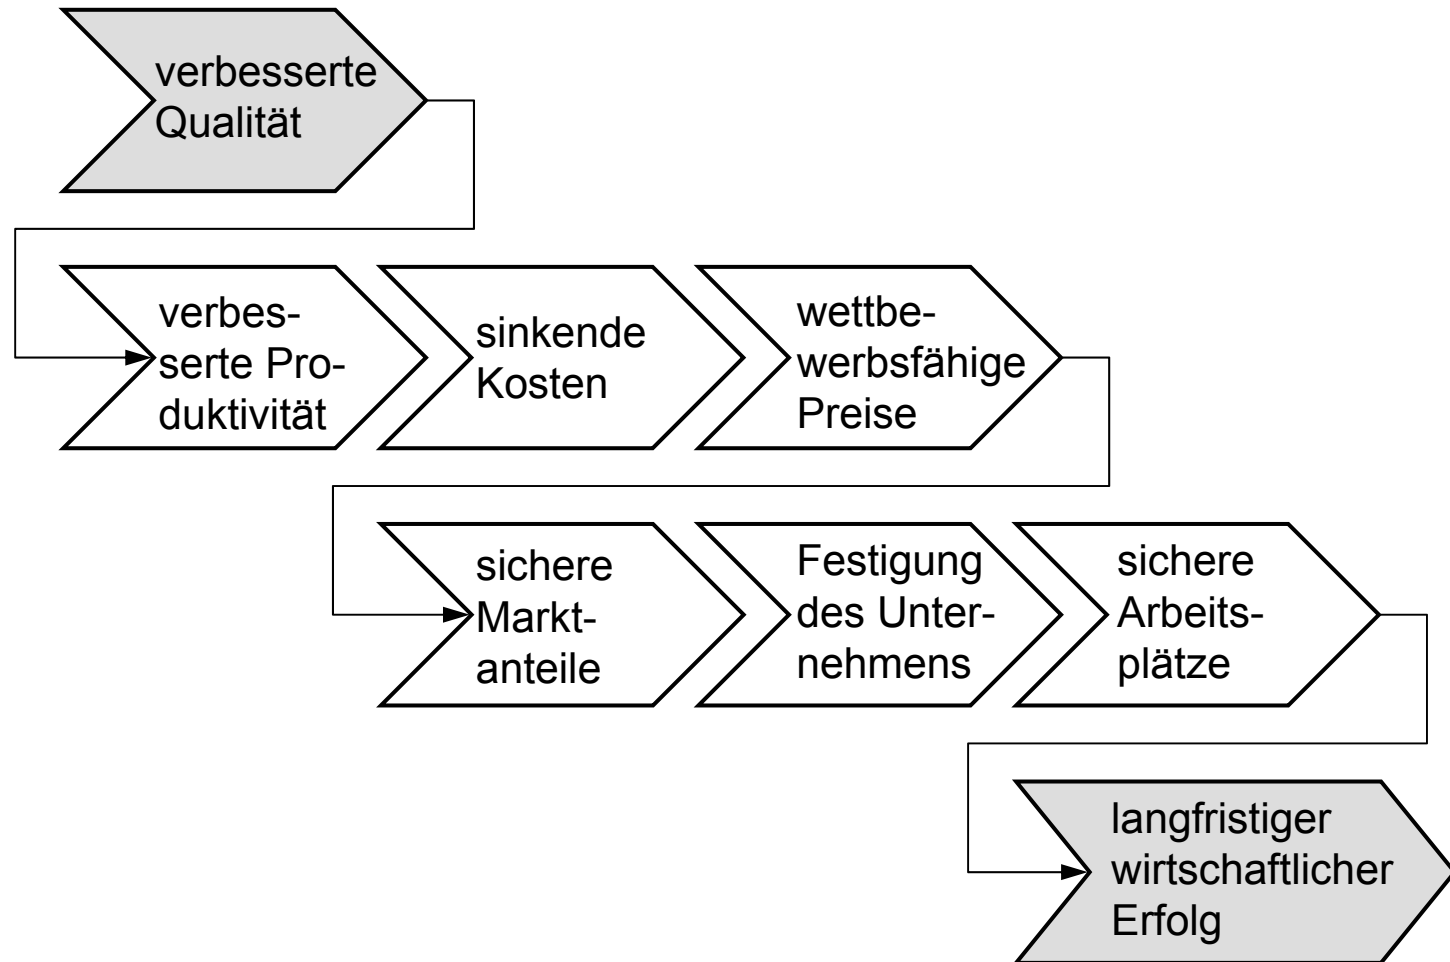 verbesserte
Qualität
verbes-
serte Pro-
duktivität
sinkende
Kosten
wettbe-
werbsfähige
Preise
sichere
Markt-
anteile
Festigung
des Unter-
nehmens
sichere
Arbeits-
plätze
langfristiger
wirtschaftlicher
Erfolg